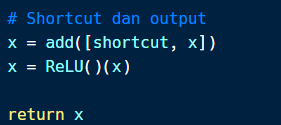 # Shortcut dan output
x = add([shortcut, x])
x = ReLU()(x)
return x